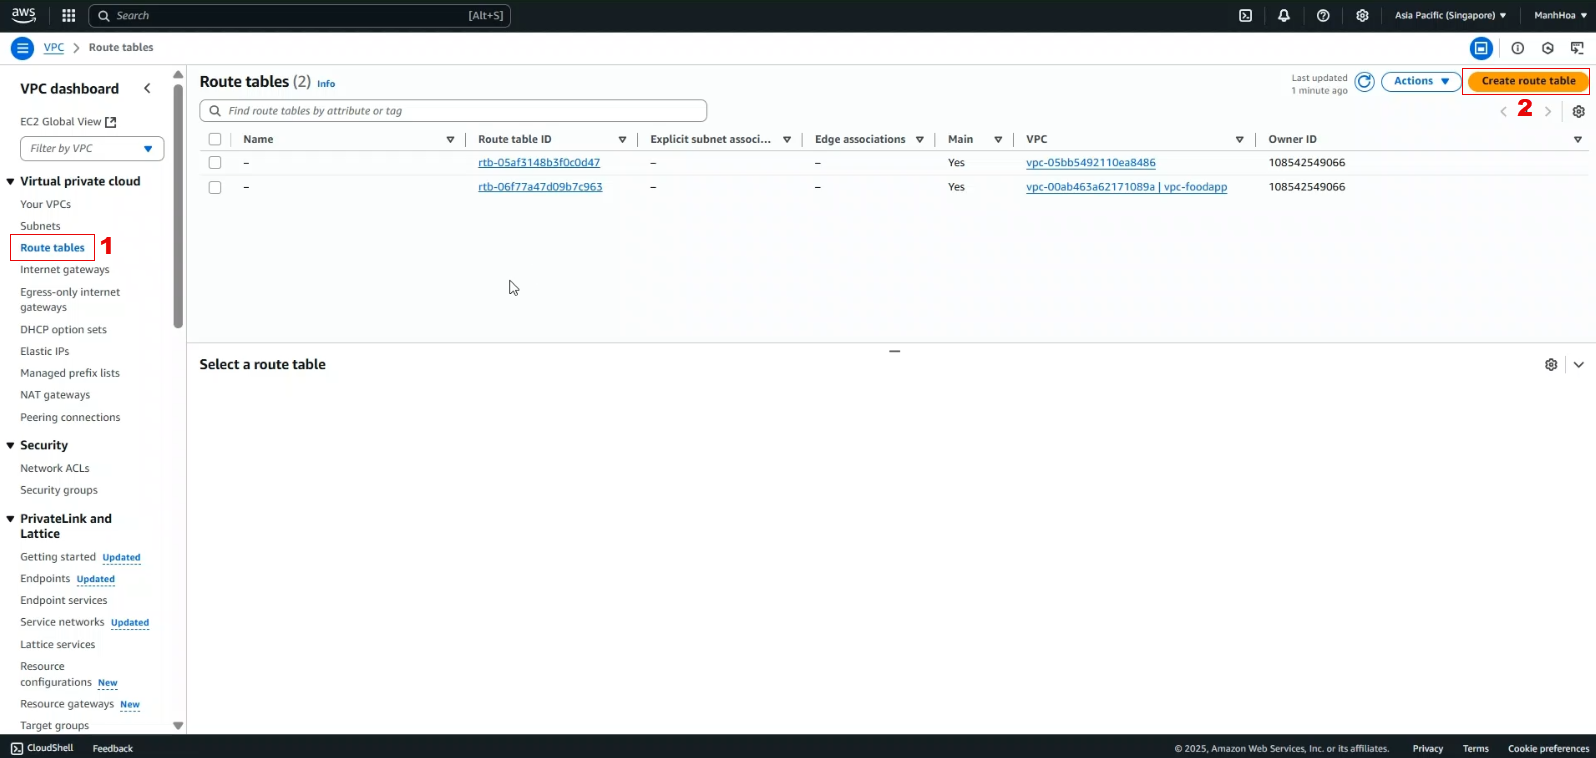 aws
Search [Alt+S]
Asia Pacific (Singapore) ManhHoa
VPC Route tables
VPC dashboard
EC2 Global View
Filter by VPC
Virtual private cloud
Your VPCs
Subnets
Route tables 1
Internet gateways
Egress-only internet
gateways
DHCP option sets
Elastic IPs
Managed prefix lists
NAT gateways
Peering connections
Security
Network ACLs
Security groups
PrivateLink and
Lattice
Getting started Updated
Endpoints Updated
Endpoint services
Service networks Updated
Lattice services
Resource
configurations New
Resource gateways New
Target groups
Route tables (2) Info
Last updated
1 minute ago
Actions
Create route table
2
Find route tables by attribute or tag
Name Route table ID Explicit subnet associ... Edge associations Main VPC Owner ID
– rtb-05af3148b3f0c0d47 – – Yes vpc-05bb5492110ea8486 108542549066
– rtb-06f77a47d09b7c963 – – Yes vpc-00ab463a62171089a | vpc-foodapp 108542549066
Select a route table
CloudShell Feedback
© 2025, Amazon Web Services, Inc. or its affiliates. Privacy Terms Cookie preferences